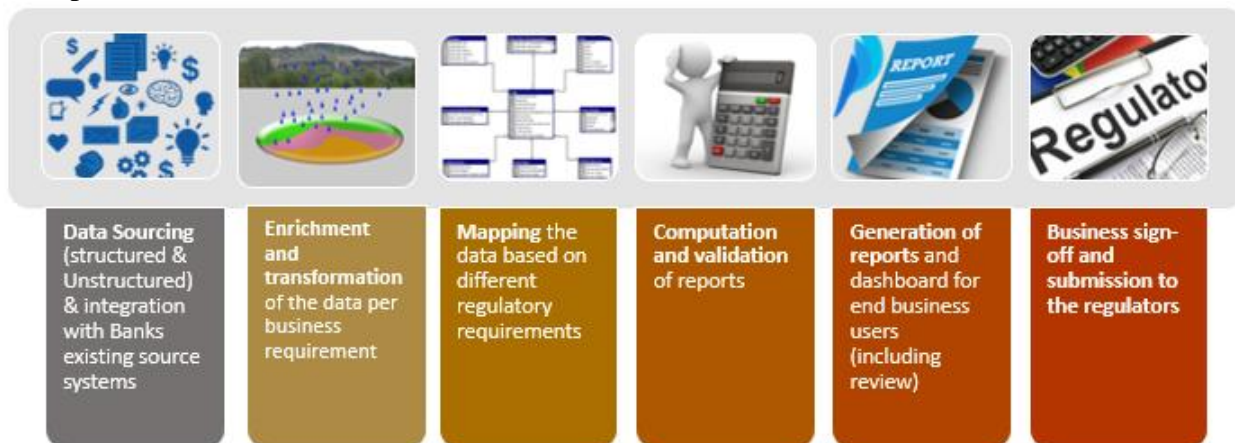 REPORT
Regulator
Data Sourcing
(structured &
Unstructured)
& integration
with Banks
existing source
systems
Enrichment
and
transformation
of the data per
business
requirement
Mapping the
data based on
different
regulatory
requirements
Computation
and validation
of reports
Generation of
reports and
dashboard for
end business
users
(including
review)
Business sign-
off and
submission to
the regulators